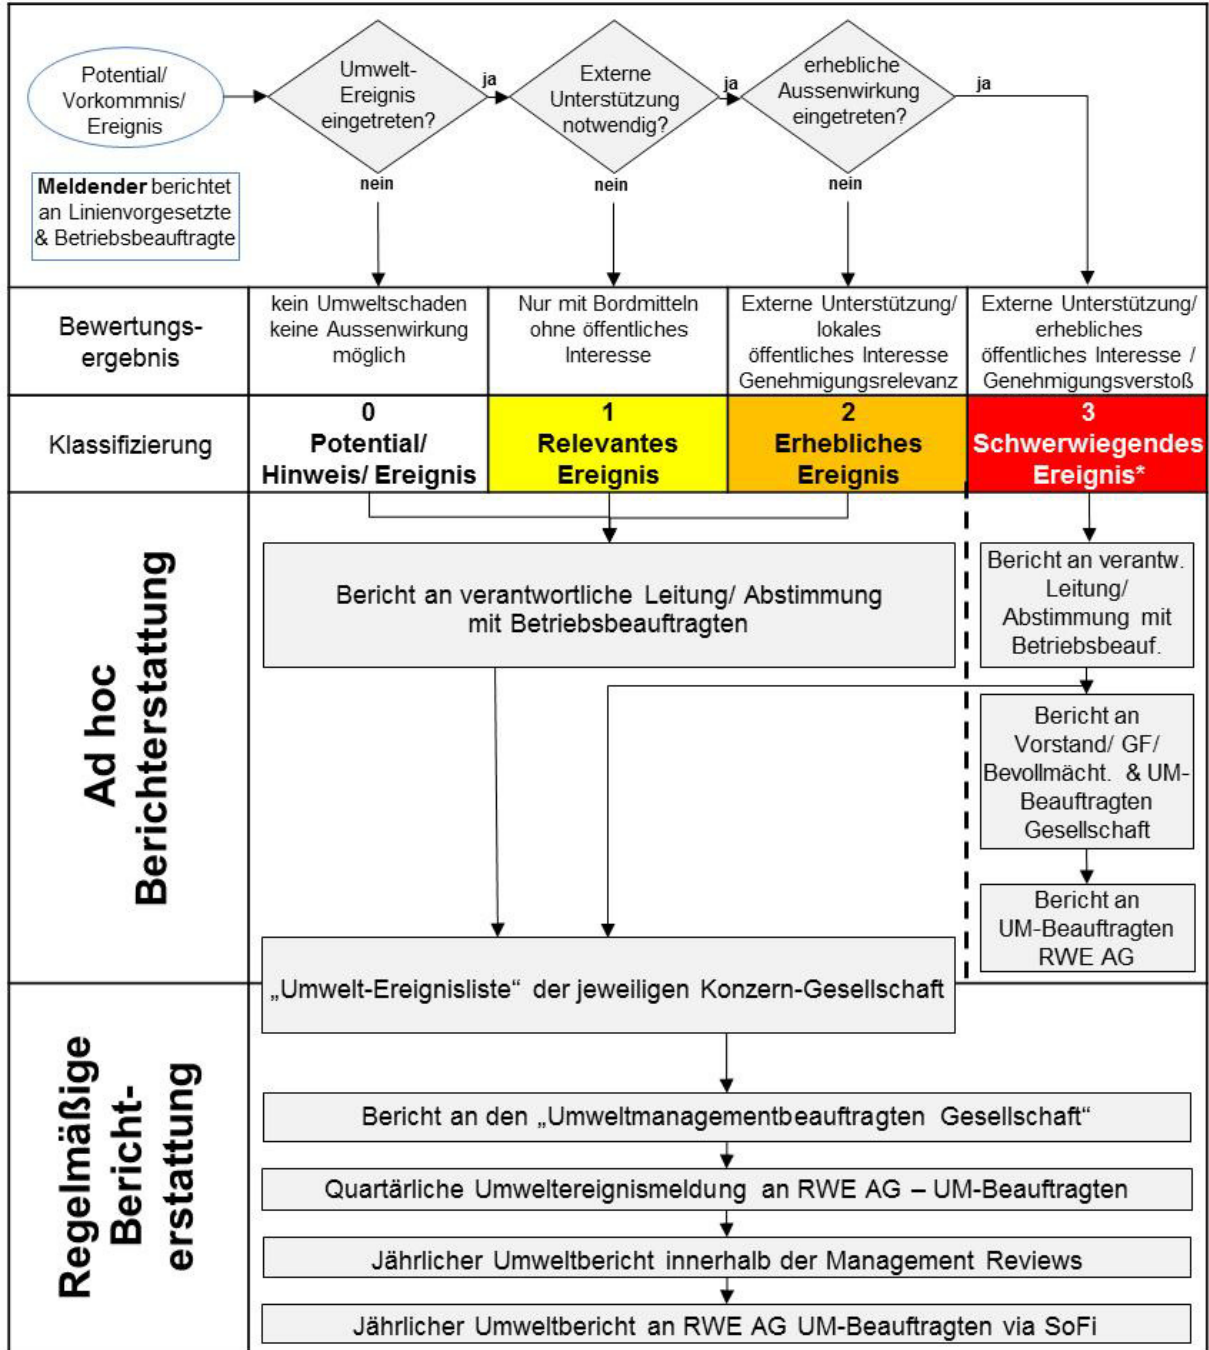 Potential/
Vorkommnis/
Ereignis
Umwelt-
Ereignis
eingetreten?
ja
Externe
Unterstützung
notwendig?
ja
erhebliche
Aussenwirkung
eingetreten?
ja
Meldender berichtet
an Linienvorgesetzte
& Betriebsbeauftragte
nein
nein
nein
Bewertungs-
ergebnis
kein Umweltschaden
keine Aussenwirkung
möglich
Nur mit Bordmitteln
ohne öffentliches
Interesse
Externe Unterstützung/
lokales
öffentliches Interesse
Genehmigungsrelevanz
Externe Unterstützung/
erhebliches
öffentliches Interesse /
Genehmigungsverstoß
Klassifizierung
0
Potential/
Hinweis/ Ereignis
1
Relevantes
Ereignis
2
Erhebliches
Ereignis
3
Schwerwiegendes
Ereignis*
Ad hoc
Berichterstattung
Bericht an verantwortliche Leitung/ Abstimmung
mit Betriebsbeauftragten
Bericht an verantw.
Leitung/
Abstimmung mit
Betriebsbeauf.
Bericht an
Vorstand/ GF/
Bevollmächt. & UM-
Beauftragten
Gesellschaft
Bericht an
UM-Beauftragten
RWE AG
„Umwelt-Ereignisliste“ der jeweiligen Konzern-Gesellschaft
Regelmäßige
Bericht-
erstattung
Bericht an den „Umweltmanagementbeauftragten Gesellschaft“
Quartärliche Umweltereignismeldung an RWE AG – UM-Beauftragten
Jährlicher Umweltbericht innerhalb der Management Reviews
Jährlicher Umweltbericht an RWE AG UM-Beauftragten via SoFi